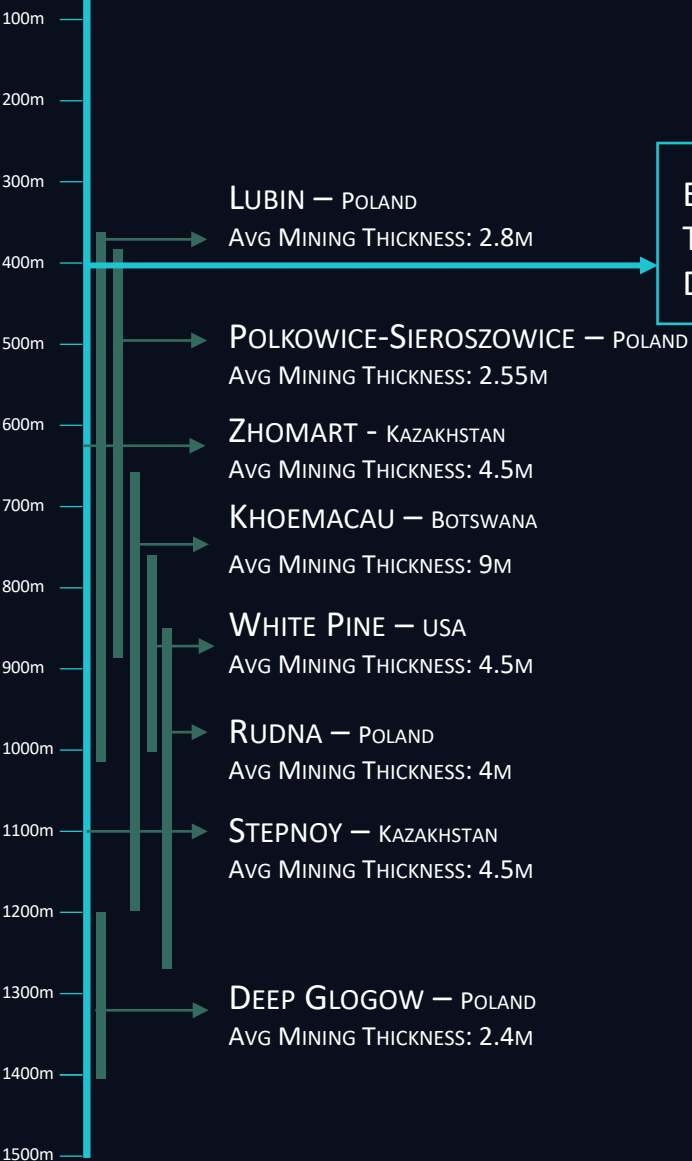 100m
200m
300m
400m
500m
600m
700m
800m
900m
1000m
1100m
1200m
1300m
1400m
1500m
LUBIN – POLAND
AVG MINING THICKNESS: 2.8M
POLKOWICE-SIEROSZOWICE – POLAND
AVG MINING THICKNESS: 2.55M
ZHOMART - KAZAKHSTAN
AVG MINING THICKNESS: 4.5M
KHOEMACAU – BOTSWANA
AVG MINING THICKNESS: 9M
WHITE PINE – USA
AVG MINING THICKNESS: 4.5M
RUDNA – POLAND
AVG MINING THICKNESS: 4M
STEPNOY – KAZAKHSTAN
AVG MINING THICKNESS: 4.5M
DEEP GLOGOW – POLAND
AVG MINING THICKNESS: 2.4M